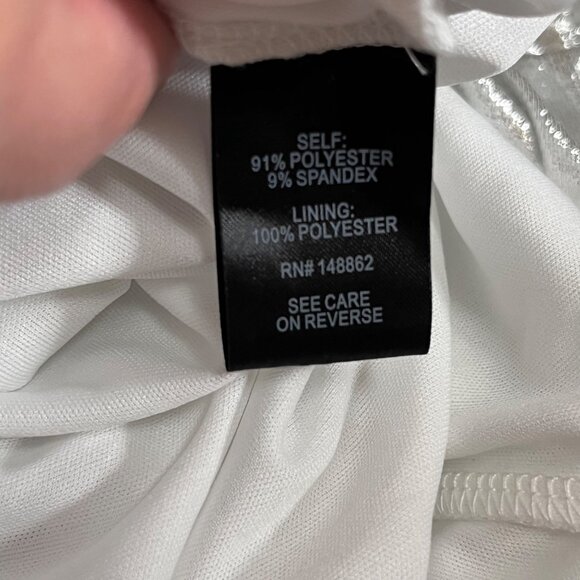 SELF:
91% POLYESTER
9% SPANDEX
LINING:
100% POLYESTER
RN# 148862
SEE CARE
ON REVERSE